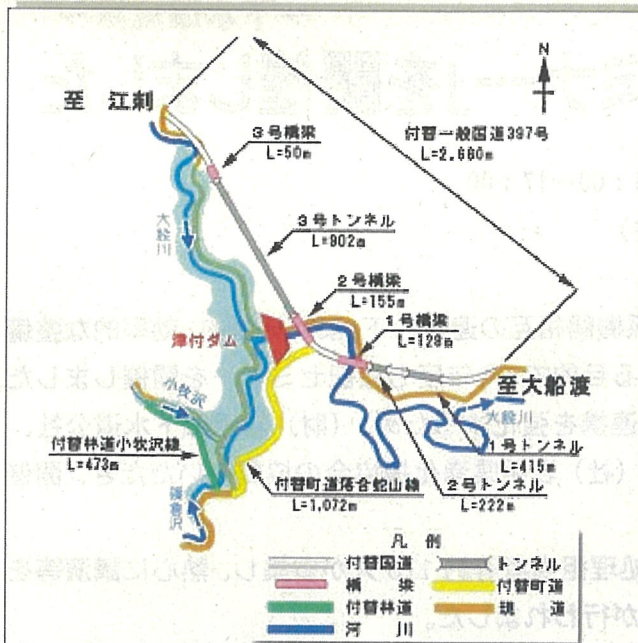 至 江刺
N
付替一般国道397号
L=2,660m
3号橋梁
L=50m
大股川
3号トンネル
L=902m
2号橋梁
L=155m
1号橋梁
L=128m
津付ダム
至大船渡
小牧沢
大股川
付替林道小牧沢線
L=473m
付替町道落合蛇山線
L=1,072m
1号トンネル
L=415m
2号トンネル
L=222m
凡 例
付替国道
トンネル
橋 梁
付替町道
付替林道
現 道
河 川